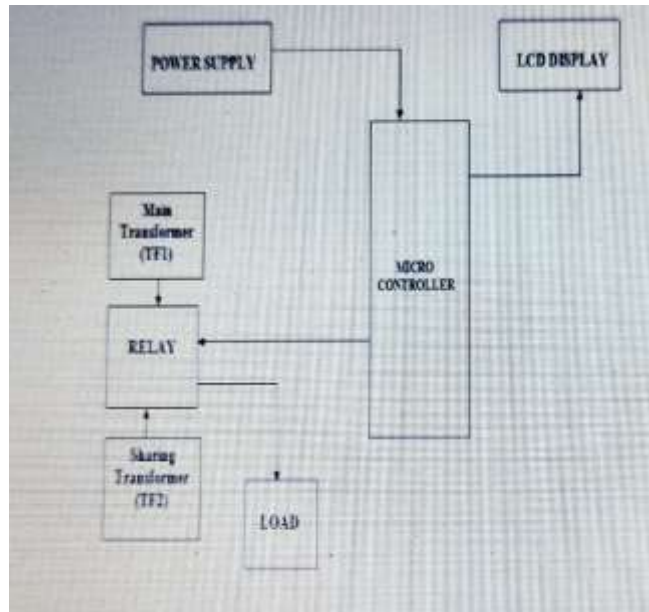 POWER SUPPLY
LCD DISPLAY
Main
Transformer
(TF1)
MICRO
CONTROLLER
RELAY
Sharing
Transformer
(TF2)
LOAD